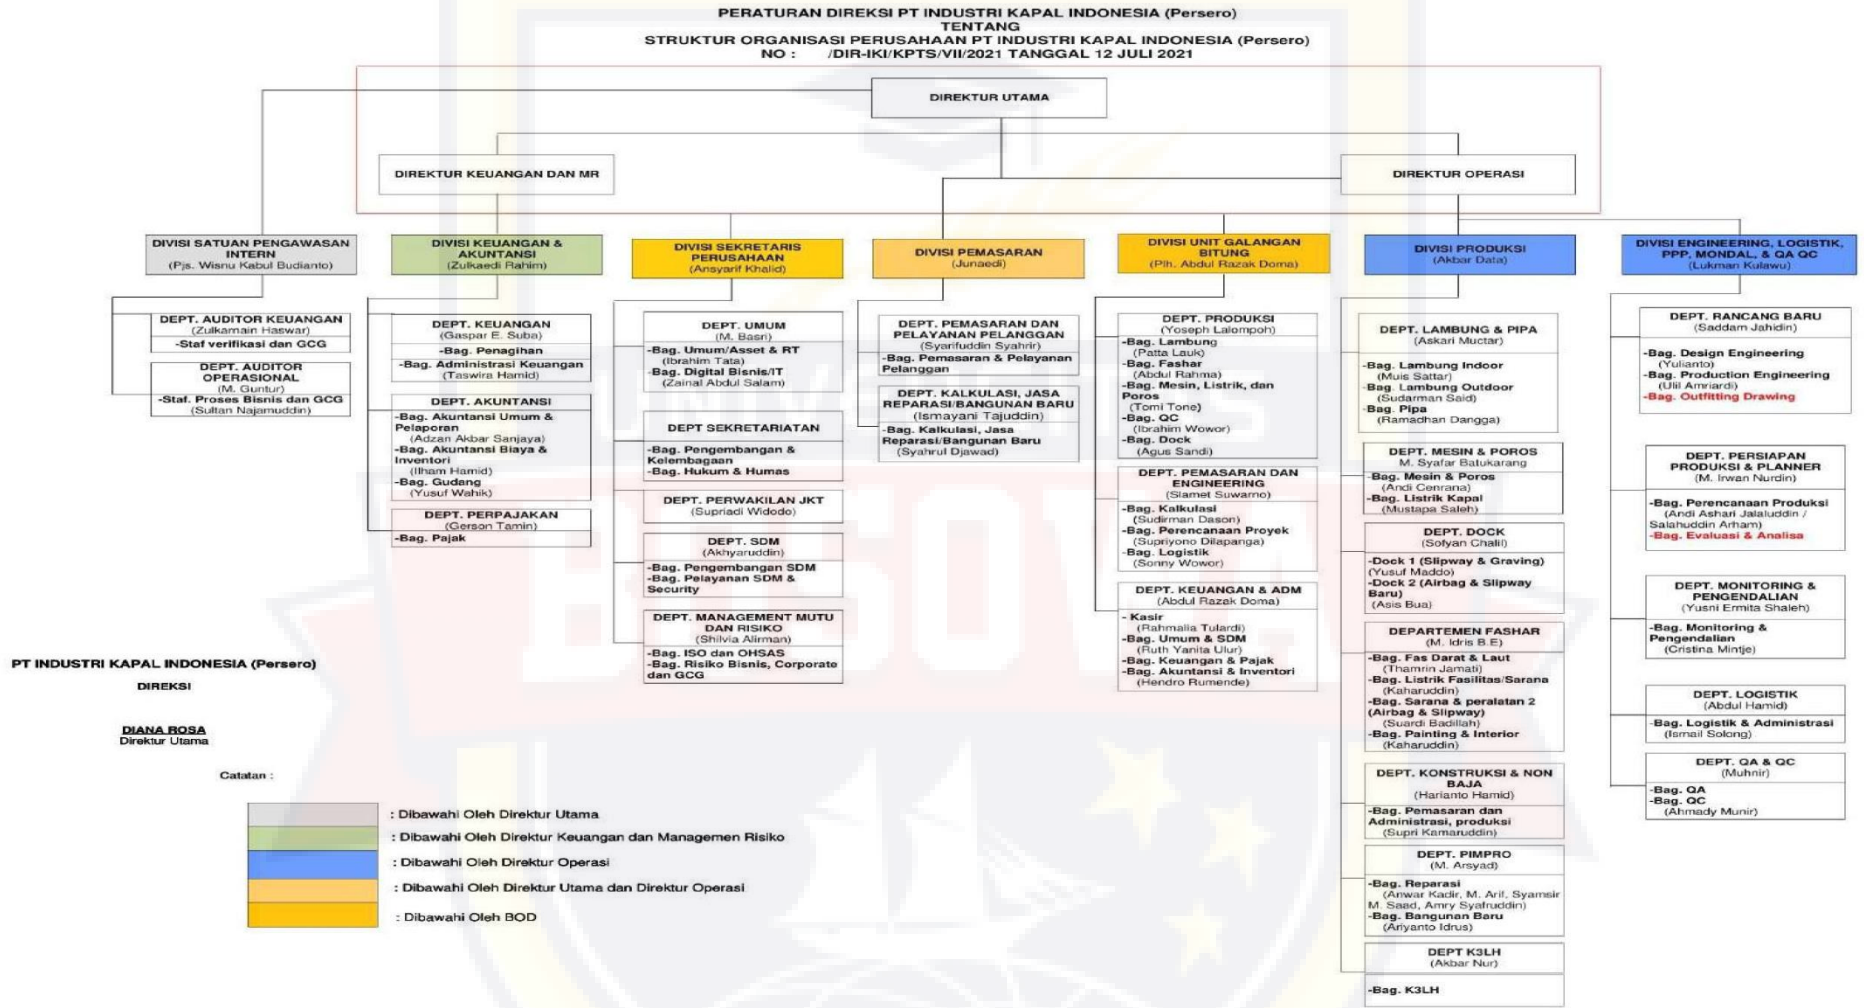 PERATURAN DIREKSI PT INDUSTRI KAPAL INDONESIA (Persero)
TENTANG
STRUKTUR ORGANISASI PERUSAHAAN PT INDUSTRI KAPAL INDONESIA (Persero)
NO : /DIR-IKI/KPTS/VII/2021 TANGGAL 12 JULI 2021
DIREKTUR UTAMA
DIREKTUR KEUANGAN DAN MR
DIREKTUR OPERASI
DIVISI SATUAN PENGAWASAN
INTERN
(Pjs. Wisnu Kabul Budianto)
DEPT. AUDITOR KEUANGAN
(Zulkarnain Haswar)
-Staf verifikasi dan GCG
DEPT. AUDITOR
OPERASIONAL
(M. Guntur)
-Staf. Proses Bisnis dan GCG
(Sultan Najamuddin)
DIVISI KEUANGAN &
AKUNTANSI
(Zulkaedi Rahim)
DEPT. KEUANGAN
(Gaspar E. Suba)
-Bag. Penagihan
-Bag. Administrasi Keuangan
(Taswira Hamid)
DEPT. AKUNTANSI
-Bag. Akuntansi Umum &
Pelaporan
(Adzan Akbar Sanjaya)
-Bag. Akuntansi Biaya &
Inventori
(Ilham Hamid)
-Bag. Gudang
(Yusuf Wahik)
DEPT. PERPAJAKAN
(Gerson Tamin)
-Bag. Pajak
DIVISI SEKRETARIS
PERUSAHAAN
(Ansyarif Khalid)
DEPT. UMUM
(M. Basri)
-Bag. Umum/Asset & RT
(Ibrahim Tata)
-Bag. Digital Bisnis/IT
(Zainal Abdul Salam)
DEPT SEKRETARIATAN
-Bag. Pengembangan &
Kelembagaan
-Bag. Hukum & Humas
DEPT. PERWAKILAN JKT
(Supriadi Widodo)
DEPT. SDM
(Akhyaruddin)
-Bag. Pengembangan SDM
-Bag. Pelayanan SDM &
Security
DEPT. MANAGEMENT MUTU
DAN RISIKO
(Shilvia Alirman)
-Bag. ISO dan OHSAS
-Bag. Risiko Bisnis, Corporate
dan GCG
DIVISI PEMASARAN
(Junaedi)
DEPT. PEMASARAN DAN
PELAYANAN PELANGGAN
(Syarifuddin Syahrir)
-Bag. Pemasaran & Pelayanan
Pelanggan
DEPT. KALKULASI, JASA
REPARASI/BANGUNAN BARU
(Ismayani Tajuddin)
-Bag. Kalkulasi, Jasa
Reparasi/Bangunan Baru
(Syahrul Djawad)
DIVISI UNIT GALANGAN
BITUNG
(Plh. Abdul Razak Doma)
DEPT. PRODUKSI
(Yoseph Lalompoh)
-Bag. Lambung
(Patta Lauk)
-Bag. Fashar
(Abdul Rahma)
-Bag. Mesin, Listrik, dan
Poros
(Tomi Tone)
-Bag. QC
(Ibrahim Wowor)
-Bag. Dock
(Agus Sandi)
DEPT. PEMASARAN DAN
ENGINEERING
(Slamet Suwarno)
-Bag. Kalkulasi
(Sudirman Dason)
-Bag. Perencanaan Proyek
(Supriyono Dilapanga)
-Bag. Logistik
(Sonny Wowor)
DEPT. KEUANGAN & ADM
(Abdul Razak Doma)
- Kasir
(Rahmalia Tulardi)
-Bag. Umum & SDM
(Ruth Yanita Ulur)
-Bag. Keuangan & Pajak
-Bag. Akuntansi & Inventori
(Hendro Rumende)
DIVISI PRODUKSI
(Akbar Data)
DEPT. LAMBUNG & PIPA
(Askari Muctar)
-Bag. Lambung Indoor
(Muis Sattar)
-Bag. Lambung Outdoor
(Sudarman Said)
-Bag. Pipa
(Ramadhan Dangga)
DEPT. MESIN & POROS
M. Syafar Batukarang
-Bag. Mesin & Poros
(Andi Cenrana)
-Bag. Listrik Kapal
(Mustapa Saleh)
DEPT. DOCK
(Sofyan Chalil)
-Dock 1 (Slipway & Graving)
(Yusuf Maddo)
-Dock 2 (Airbag & Slipway
Baru)
(Asis Bua)
DEPARTEMEN FASHAR
(M. Idris B.E)
-Bag. Fas Darat & Laut
(Thamrin Jamati)
-Bag. Listrik Fasilitas/Sarana
(Kaharuddin)
-Bag. Sarana & peralatan 2
(Airbag & Slipway)
(Suardi Badillah)
-Bag. Painting & Interior
(Kaharuddin)
DEPT. KONSTRUKSI & NON
BAJA
(Harianto Hamid)
-Bag. Pemasaran dan
Administrasi, produksi
(Supri Kamaruddin)
DEPT. PIMPRO
(M. Arsyad)
-Bag. Reparasi
(Anwar Kadir, M. Arif, Syamsir
M. Saad, Amry Syafruddin)
-Bag. Bangunan Baru
(Ariyanto Idrus)
DEPT K3LH
(Akbar Nur)
-Bag. K3LH
DIVISI ENGINEERING, LOGISTIK,
PPP, MONDAL, & QA QC
(Lukman Kulawu)
DEPT. RANCANG BARU
(Saddam Jahidin)
-Bag. Design Engineering
(Yulianto)
-Bag. Production Engineering
(Ulil Amriardi)
-Bag. Outfitting Drawing
DEPT. PERSIAPAN
PRODUKSI & PLANNER
(M. Irwan Nurdin)
-Bag. Perencanaan Produksi
(Andi Ashari Jalaluddin /
Salahuddin Arham)
-Bag. Evaluasi & Analisa
DEPT. MONITORING &
PENGENDALIAN
(Yusni Ermita Shaleh)
-Bag. Monitoring &
Pengendalian
(Cristina Mintje)
DEPT. LOGISTIK
(Abdul Hamid)
-Bag. Logistik & Administrasi
(Ismail Solong)
DEPT. QA & QC
(Muhnir)
-Bag. QA
-Bag. QC
(Ahmady Munir)
PT INDUSTRI KAPAL INDONESIA (Persero)
DIREKSI
DIANA ROSA
Direktur Utama
Catatan :
: Dibawahi Oleh Direktur Utama
: Dibawahi Oleh Direktur Keuangan dan Managemen Risiko
: Dibawahi Oleh Direktur Operasi
: Dibawahi Oleh Direktur Utama dan Direktur Operasi
: Dibawahi Oleh BOD
UNIVERSITAS
BOSOWA